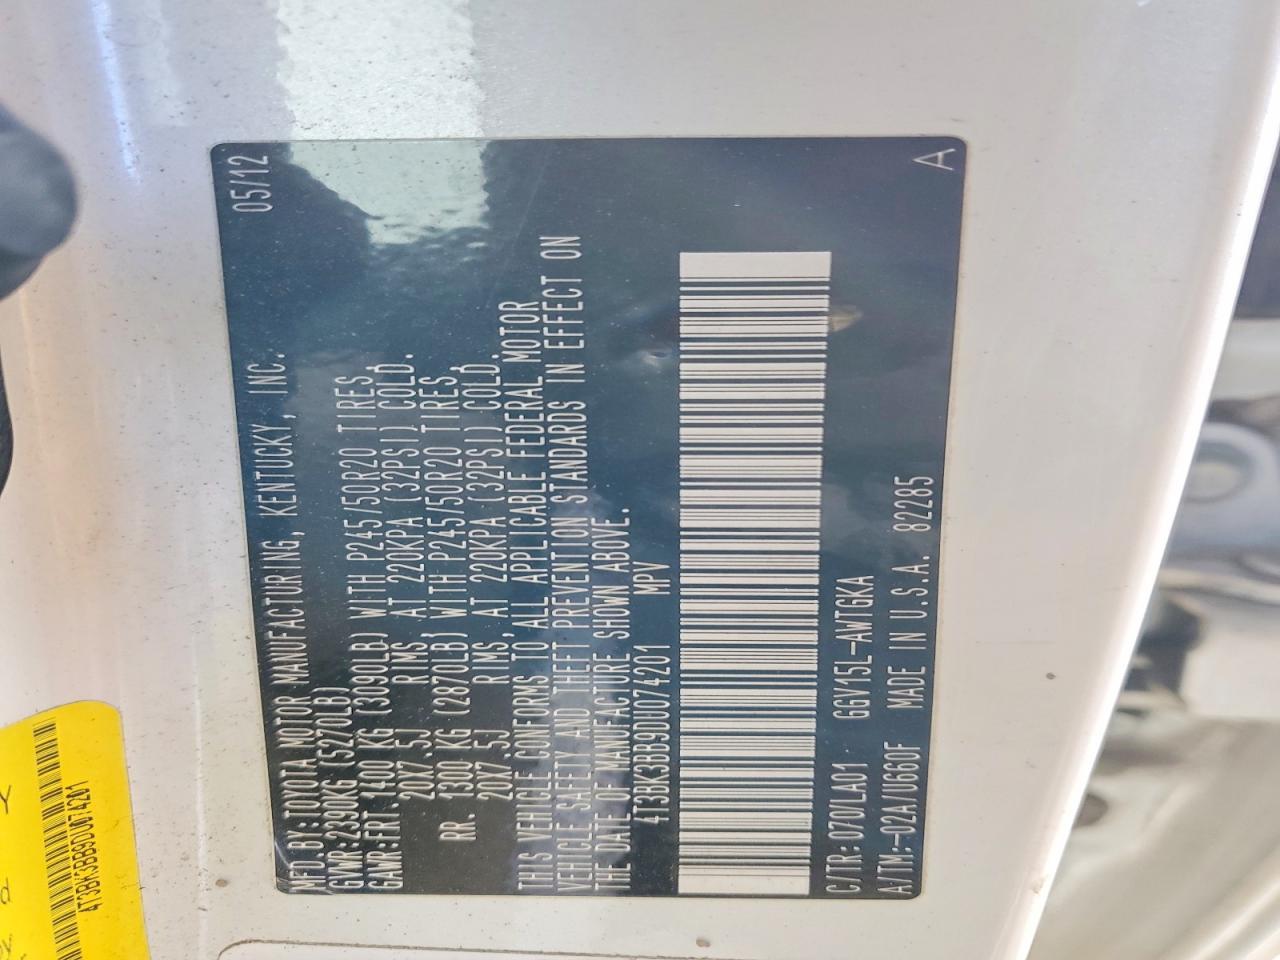 MFD.BY:TOYOTA MOTOR MANUFACTURING, KENTUCKY, INC. 05/12
GVWR:2290KG(5270LB)
GAWR:FRT.1400 KG (3090LB) WITH P245/50R20 TIRES,
20X7.5J RIMS, AT 220KPA (32PSI) COLD.
RR. 1300 KG (2870LB) WITH P245/50R20 TIRES,
20X7.5J RIMS, AT 220KPA (32PSI) COLD.
THIS VEHICLE CONFORMS TO ALL APPLICABLE FEDERAL MOTOR
VEHICLE SAFETY AND THEFT PREVENTION STANDARDS IN EFFECT ON
THE DATE OF MANUFACTURE SHOWN ABOVE.
4T3BK3BB9DU074201 MPV
C/TR:070/LA01 GGV15L-AWTGKA
A/TM:-02A/U660F MADE IN U.S.A. 82285
A
4T3BK3BB9DU074201
Y